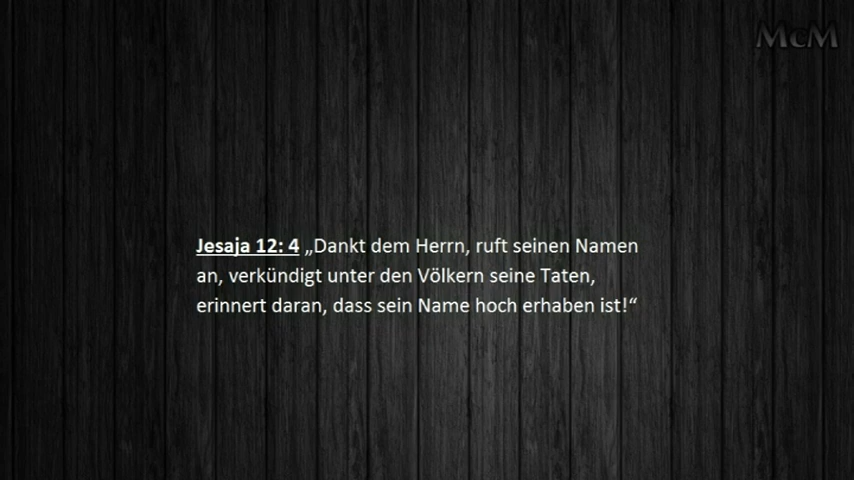 McM
Jesaja 12: 4 „Dankt dem Herrn, ruft seinen Namen
an, verkündigt unter den Völkern seine Taten,
erinnert daran, dass sein Name hoch erhaben ist!“